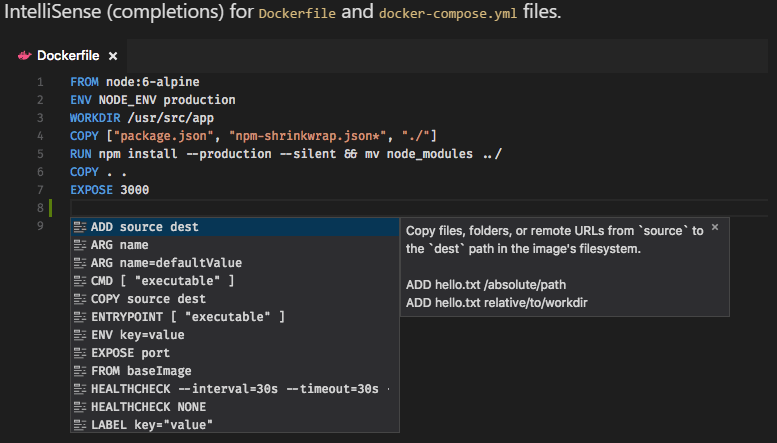 IntelliSense (completions) for Dockerfile and docker-compose.yml files.
Dockerfile ×
1 FROM node:6-alpine
2 ENV NODE_ENV production
3 WORKDIR /usr/src/app
4 COPY ["package.json", "npm-shrinkwrap.json*", "./"]
5 RUN npm install --production --silent && mv node_modules ../
6 COPY . .
7 EXPOSE 3000
8
9
ADD source dest
ARG name
ARG name=defaultValue
CMD [ "executable" ]
COPY source dest
ENTRYPOINT [ "executable" ]
ENV key=value
EXPOSE port
FROM baseImage
HEALTHCHECK --interval=30s --timeout=30s -
HEALTHCHECK NONE
LABEL key="value"
Copy files, folders, or remote URLs from `source` to ×
the `dest` path in the image's filesystem.
ADD hello.txt /absolute/path
ADD hello.txt relative/to/workdir